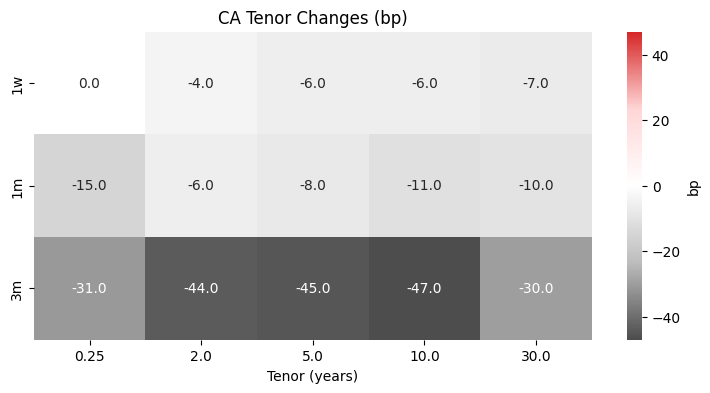 CA Tenor Changes (bp)
1w
0.0 -4.0 -6.0 -6.0 -7.0
1m
-15.0 -6.0 -8.0 -11.0 -10.0
3m
-31.0 -44.0 -45.0 -47.0 -30.0
0.25 2.0 5.0 10.0 30.0
Tenor (years)
40
20
0
−20
−40
bp